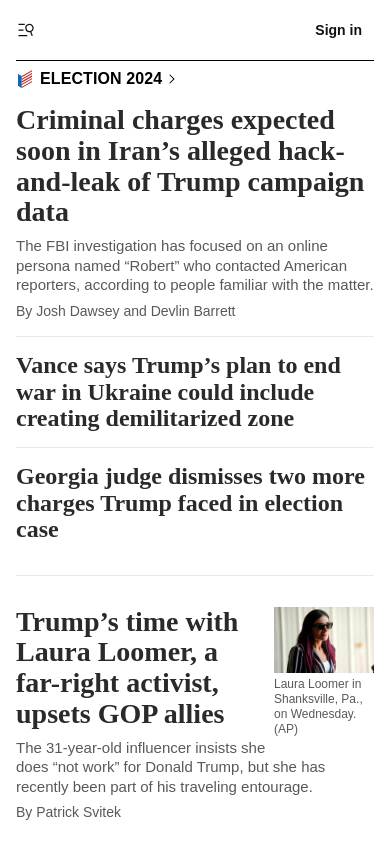 Sign in
ELECTION 2024
Criminal charges expected
soon in Iran’s alleged hack-
and-leak of Trump campaign
data
The FBI investigation has focused on an online
persona named “Robert” who contacted American
reporters, according to people familiar with the matter.
By Josh Dawsey and Devlin Barrett
Vance says Trump’s plan to end
war in Ukraine could include
creating demilitarized zone
Georgia judge dismisses two more
charges Trump faced in election
case
Trump’s time with
Laura Loomer, a
far-right activist,
upsets GOP allies
Laura Loomer in
Shanksville, Pa.,
on Wednesday.
(AP)
The 31-year-old influencer insists she
does “not work” for Donald Trump, but she has
recently been part of his traveling entourage.
By Patrick Svitek